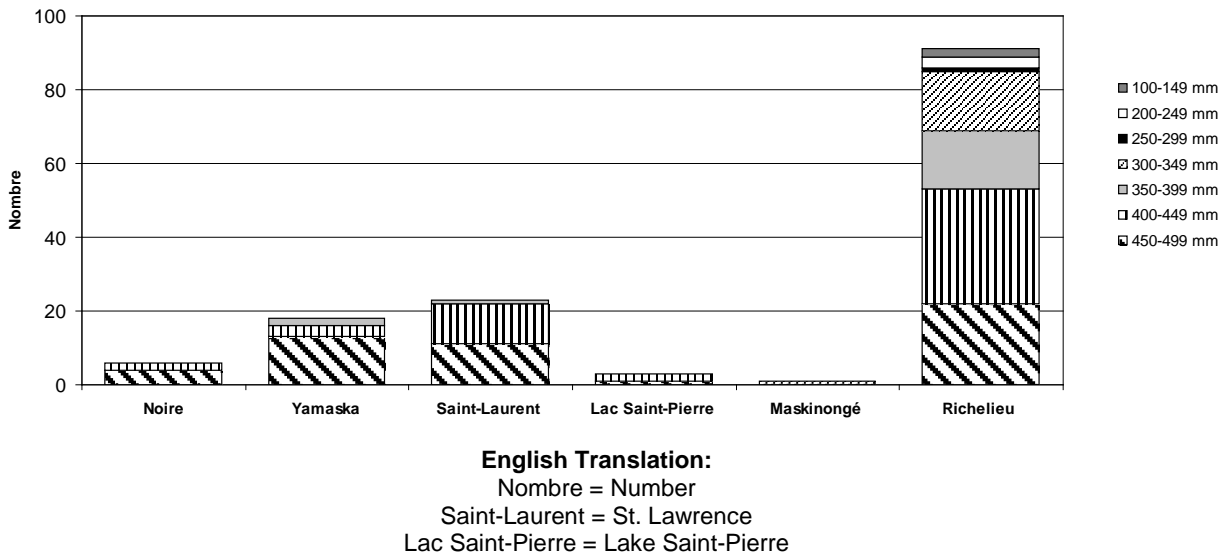 100
80
60
40
20
0
Nombre
Noire Yamaska Saint-Laurent Lac Saint-Pierre Maskinongé Richelieu
100-149 mm
200-249 mm
250-299 mm
300-349 mm
350-399 mm
400-449 mm
450-499 mm
English Translation:
Nombre = Number
Saint-Laurent = St. Lawrence
Lac Saint-Pierre = Lake Saint-Pierre